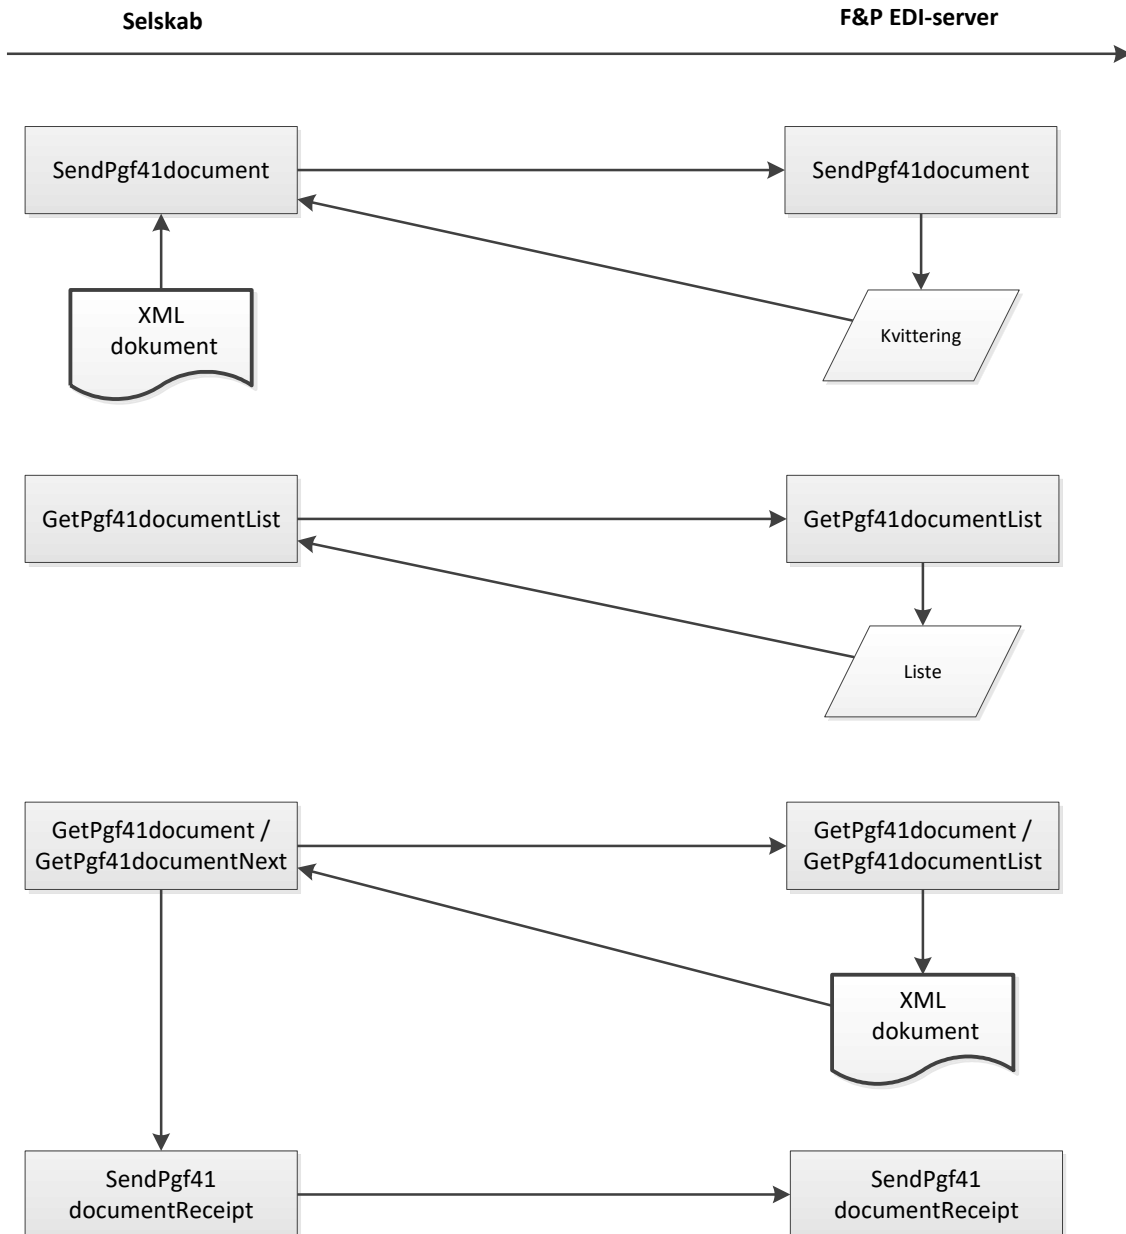 Selskab
F&P EDI-server
SendPgf41document
SendPgf41document
XML
dokument
Kvittering
GetPgf41documentList
GetPgf41documentList
Liste
GetPgf41document /
GetPgf41documentNext
GetPgf41document /
GetPgf41documentList
XML
dokument
SendPgf41
documentReceipt
SendPgf41
documentReceipt